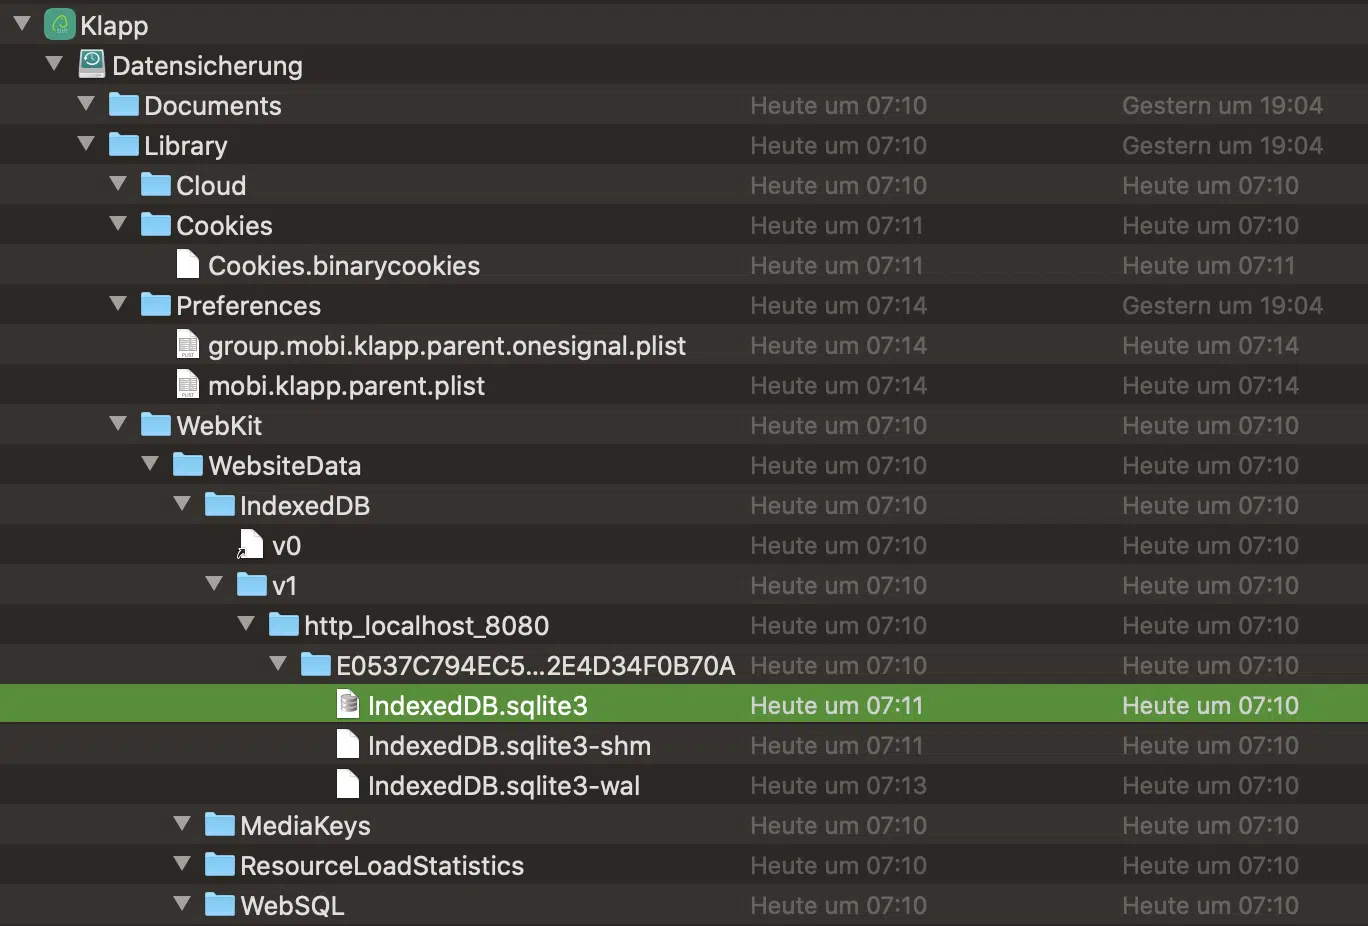 Klapp
Datensicherung
Documents Heute um 07:10 Gestern um 19:04
Library Heute um 07:10 Gestern um 19:04
Cloud Heute um 07:10 Heute um 07:10
Cookies Heute um 07:11 Heute um 07:10
Cookies.binarycookies Heute um 07:11 Heute um 07:11
Preferences Heute um 07:14 Gestern um 19:04
group.mobi.klapp.parent.onesignal.plist Heute um 07:14 Heute um 07:14
mobi.klapp.parent.plist Heute um 07:14 Heute um 07:14
WebKit Heute um 07:10 Heute um 07:10
WebsiteData Heute um 07:10 Heute um 07:10
IndexedDB Heute um 07:10 Heute um 07:10
v0 Heute um 07:10 Heute um 07:10
v1 Heute um 07:10 Heute um 07:10
http_localhost_8080 Heute um 07:10 Heute um 07:10
E0537C794EC5...2E4D34F0B70A Heute um 07:10 Heute um 07:10
IndexedDB.sqlite3 Heute um 07:11 Heute um 07:10
IndexedDB.sqlite3-shm Heute um 07:11 Heute um 07:10
IndexedDB.sqlite3-wal Heute um 07:13 Heute um 07:10
MediaKeys Heute um 07:10 Heute um 07:10
ResourceLoadStatistics Heute um 07:10 Heute um 07:10
WebSQL Heute um 07:10 Heute um 07:10